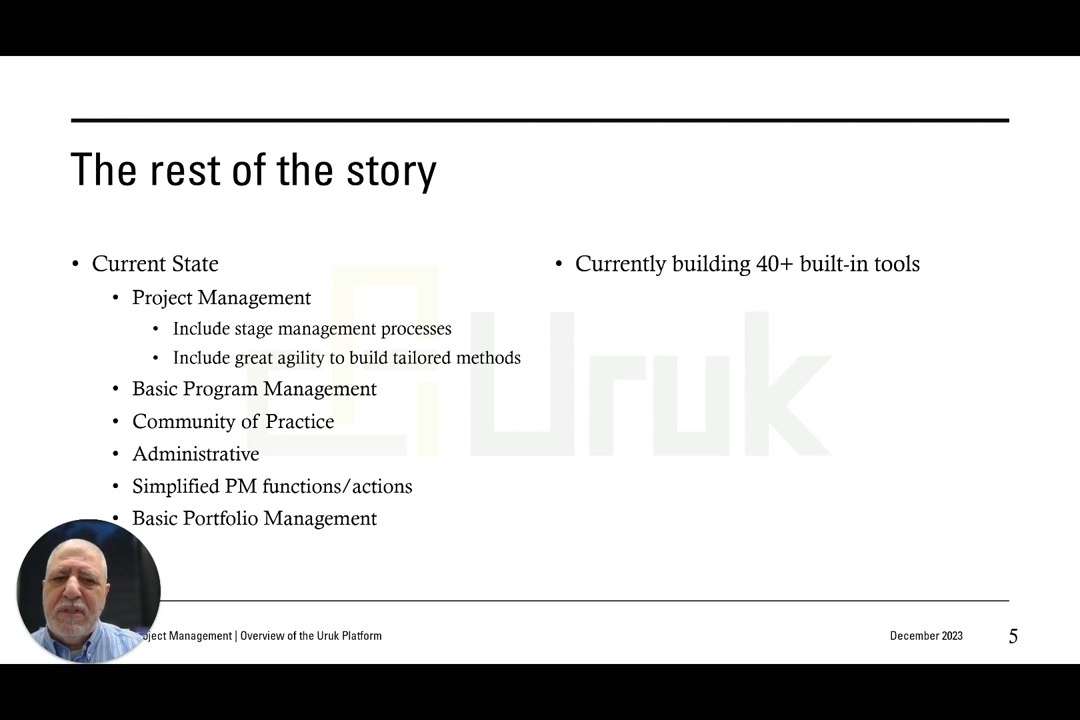 The rest of the story
• Current State
• Project Management
• Include stage management processes
• Include great agility to build tailored methods
• Basic Program Management
• Community of Practice
• Administrative
• Simplified PM functions/actions
• Basic Portfolio Management
• Currently building 40+ built-in tools
Uruk
Management | Overview of the Uruk Platform
December 2023
5